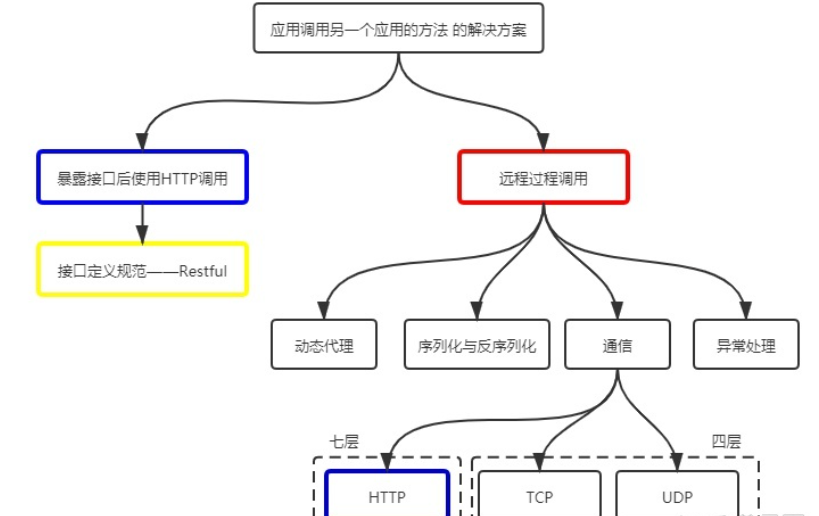 应用调用另一个应用的方法 的解决方案
暴露接口后使用HTTP调用
远程过程调用
接口定义规范——Restful
动态代理
序列化与反序列化
通信
异常处理
七层
四层
HTTP
TCP
UDP